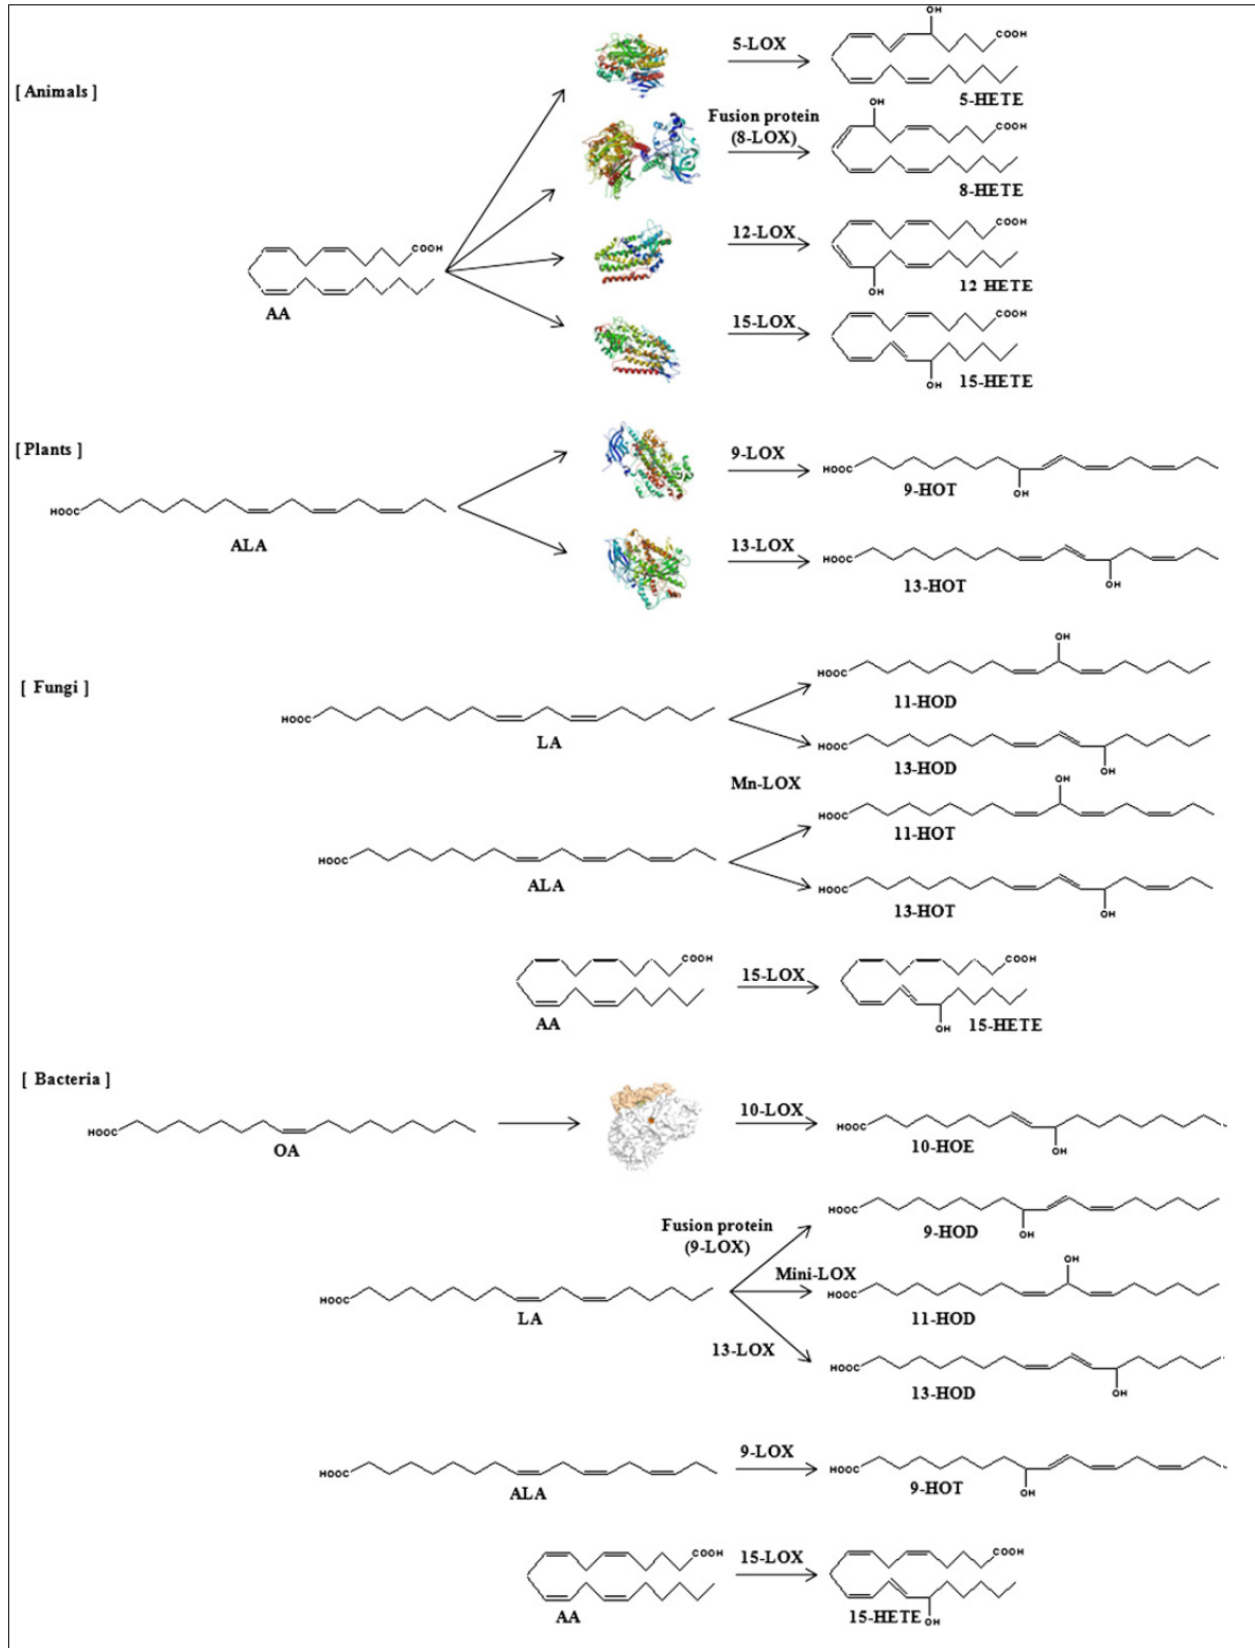 [ Animals ]
5-LOX
OH
COOH
5-HETE
Fusion protein
(8-LOX)
OH
COOH
8-HETE
COOH
AA
12-LOX
COOH
OH
12 HETE
15-LOX
COOH
OH
15-HETE
[ Plants ]
HOOC
ALA
9-LOX
HOOC
OH
9-HOT
13-LOX
HOOC
OH
13-HOT
[ Fungi ]
HOOC
LA
OH
HOOC
11-HOD
HOOC
OH
13-HOD
Mn-LOX
HOOC
ALA
OH
HOOC
11-HOT
HOOC
OH
13-HOT
COOH
AA
15-LOX
COOH
OH
15-HETE
[ Bacteria ]
HOOC
OA
10-LOX
HOOC
OH
10-HOE
HOOC
LA
Fusion protein
(9-LOX)
HOOC
OH
9-HOD
Mini-LOX
OH
HOOC
11-HOD
13-LOX
HOOC
OH
13-HOD
HOOC
ALA
9-LOX
HOOC
OH
9-HOT
COOH
AA
15-LOX
COOH
15-HETE
OH